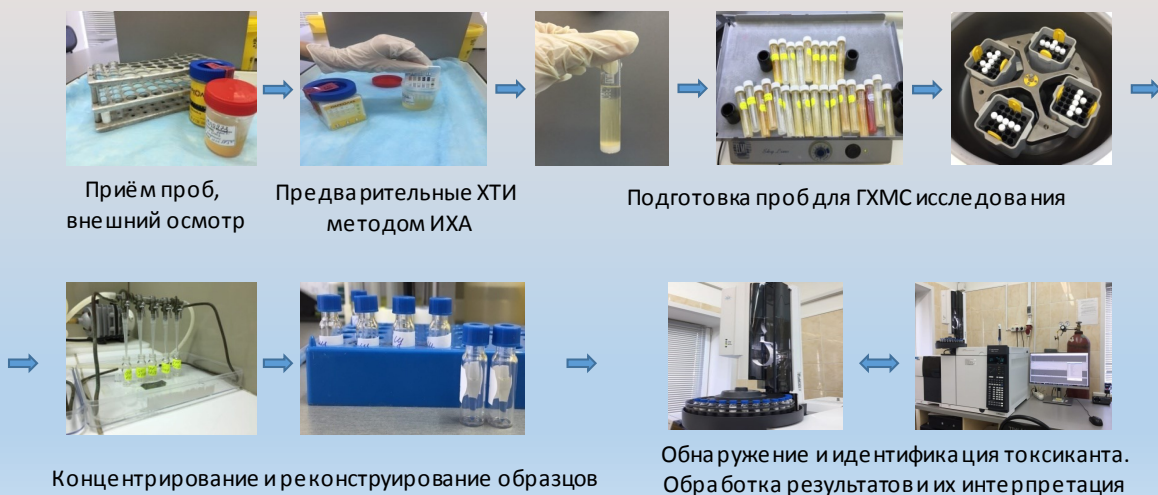 Приём проб,
внешний осмотр
Предварительные ХТИ
методом ИХА
Подготовка проб для ГХМС исследования
Концентрирование и реконструирование образцов
Обнаружение и идентификация токсиканта.
Обработка результатов и их интерпретация